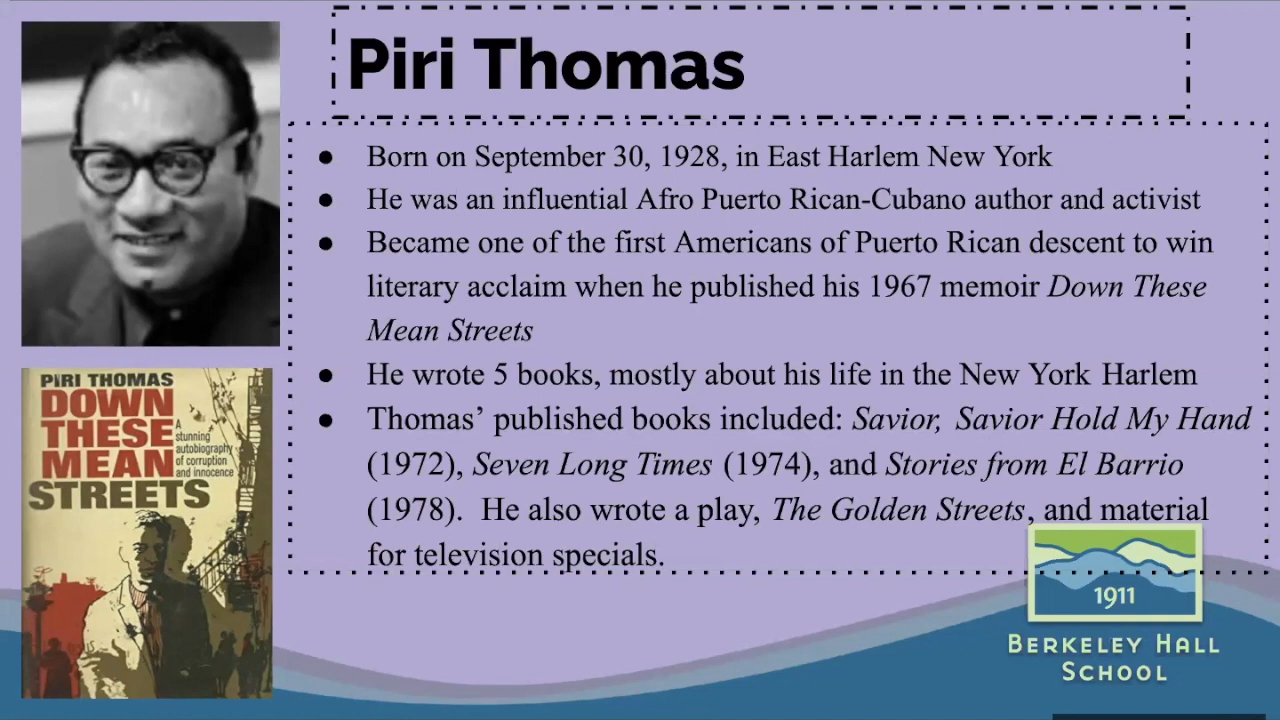 Piri Thomas
● Born on September 30, 1928, in East Harlem New York
● He was an influential Afro Puerto Rican-Cubano author and activist
● Became one of the first Americans of Puerto Rican descent to win
literary acclaim when he published his 1967 memoir Down These
Mean Streets
● He wrote 5 books, mostly about his life in the New York Harlem
● Thomas’ published books included: Savior, Savior Hold My Hand
(1972), Seven Long Times (1974), and Stories from El Barrio
(1978). He also wrote a play, The Golden Streets, and material
for television specials.
PIRI THOMAS
DOWN
THESE
MEAN
STREETS
A
stunning
autobiography
of corruption
and innocence
1911
BERKELEY HALL
SCHOOL